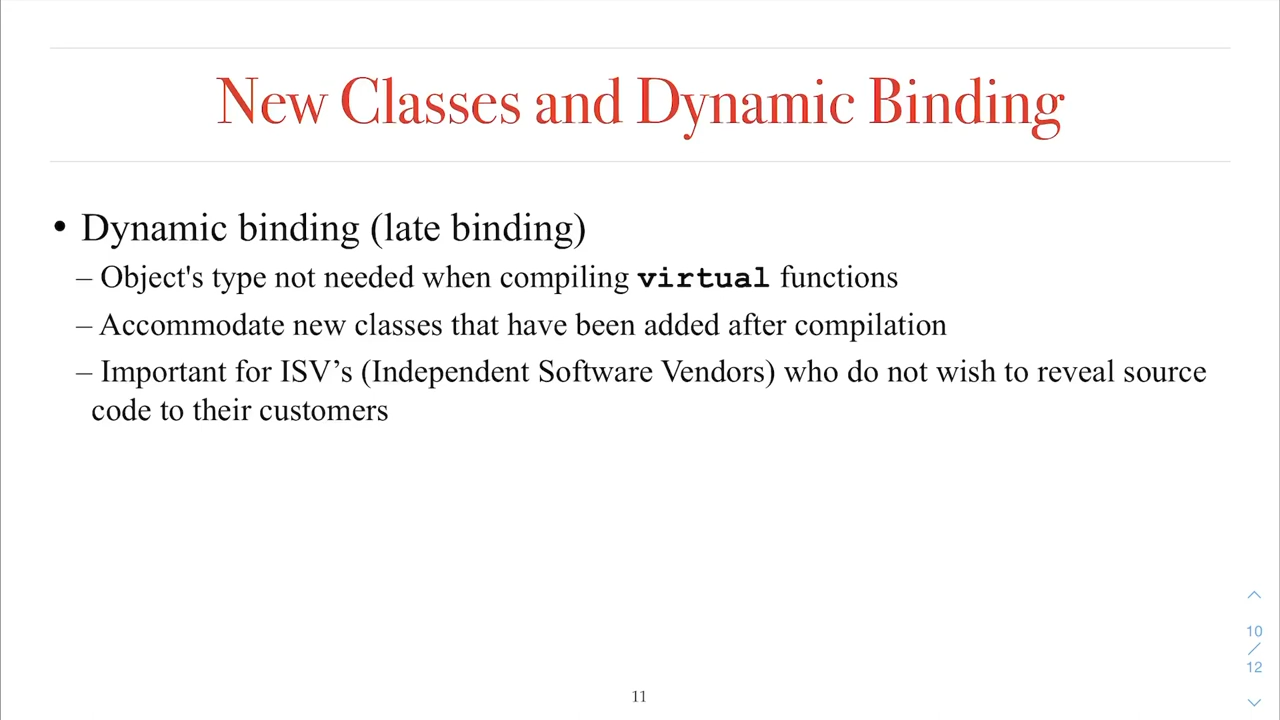 New Classes and Dynamic Binding
• Dynamic binding (late binding)
– Object's type not needed when compiling virtual functions
– Accommodate new classes that have been added after compilation
– Important for ISV’s (Independent Software Vendors) who do not wish to reveal source
code to their customers
10
/
12
11